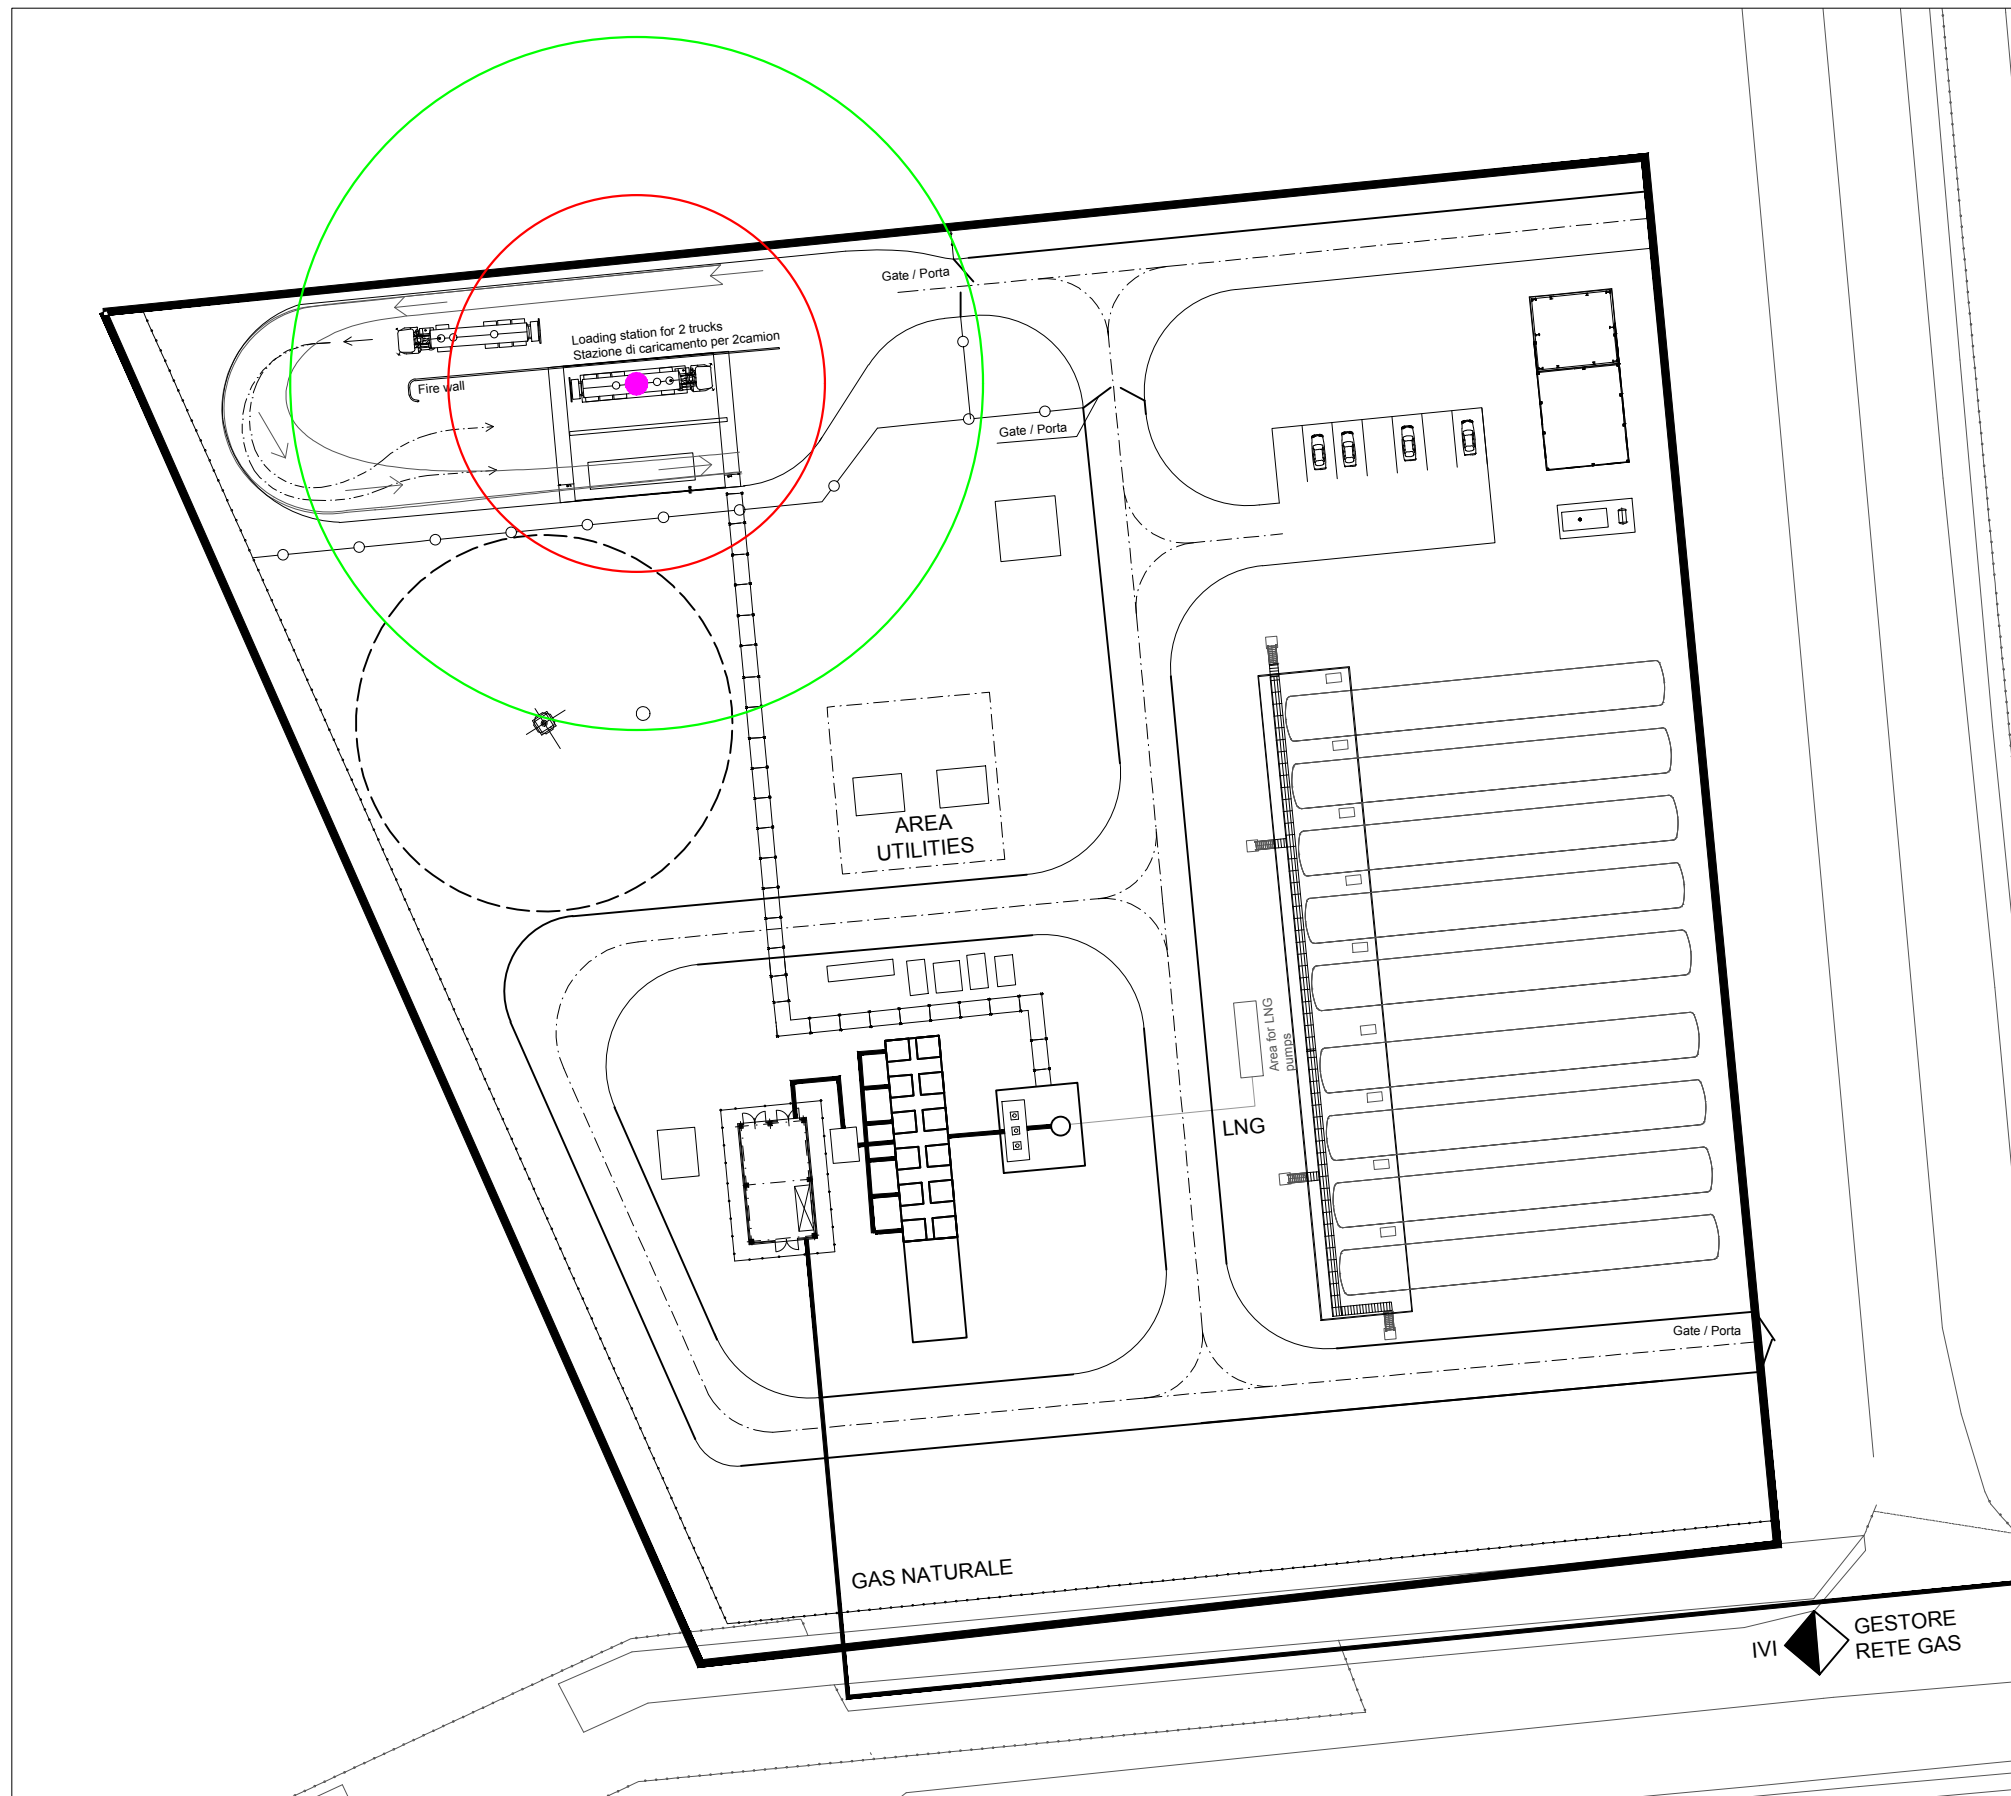 Gate / Porta
Loading station for 2 trucks
Stazione di caricamento per 2camion
Fire wall
Gate / Porta
AREA
UTILITIES
Area for LNG
pumps
LNG
Gate / Porta
GAS NATURALE
IVI
GESTORE
RETE GAS